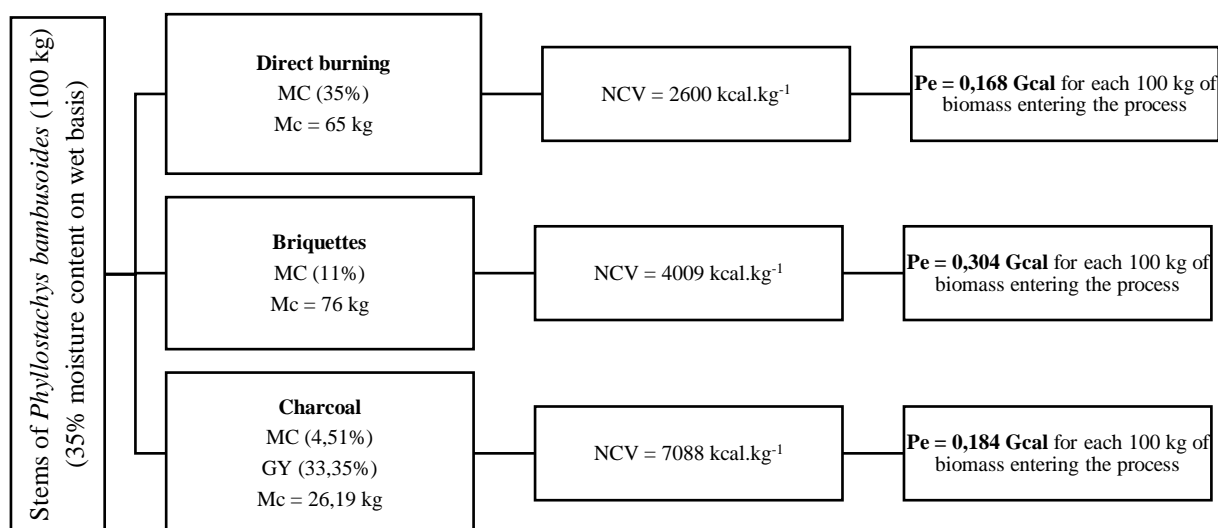 Stems of Phyllostachys bambusoides (100 kg)
(35% moisture content on wet basis)
Direct burning
MC (35%)
Mc = 65 kg
NCV = 2600 kcal.kg-1
Pe = 0,168 Gcal for each 100 kg of
biomass entering the process
Briquettes
MC (11%)
Mc = 76 kg
NCV = 4009 kcal.kg-1
Pe = 0,304 Gcal for each 100 kg of
biomass entering the process
Charcoal
MC (4,51%)
GY (33,35%)
Mc = 26,19 kg
NCV = 7088 kcal.kg-1
Pe = 0,184 Gcal for each 100 kg of
biomass entering the process